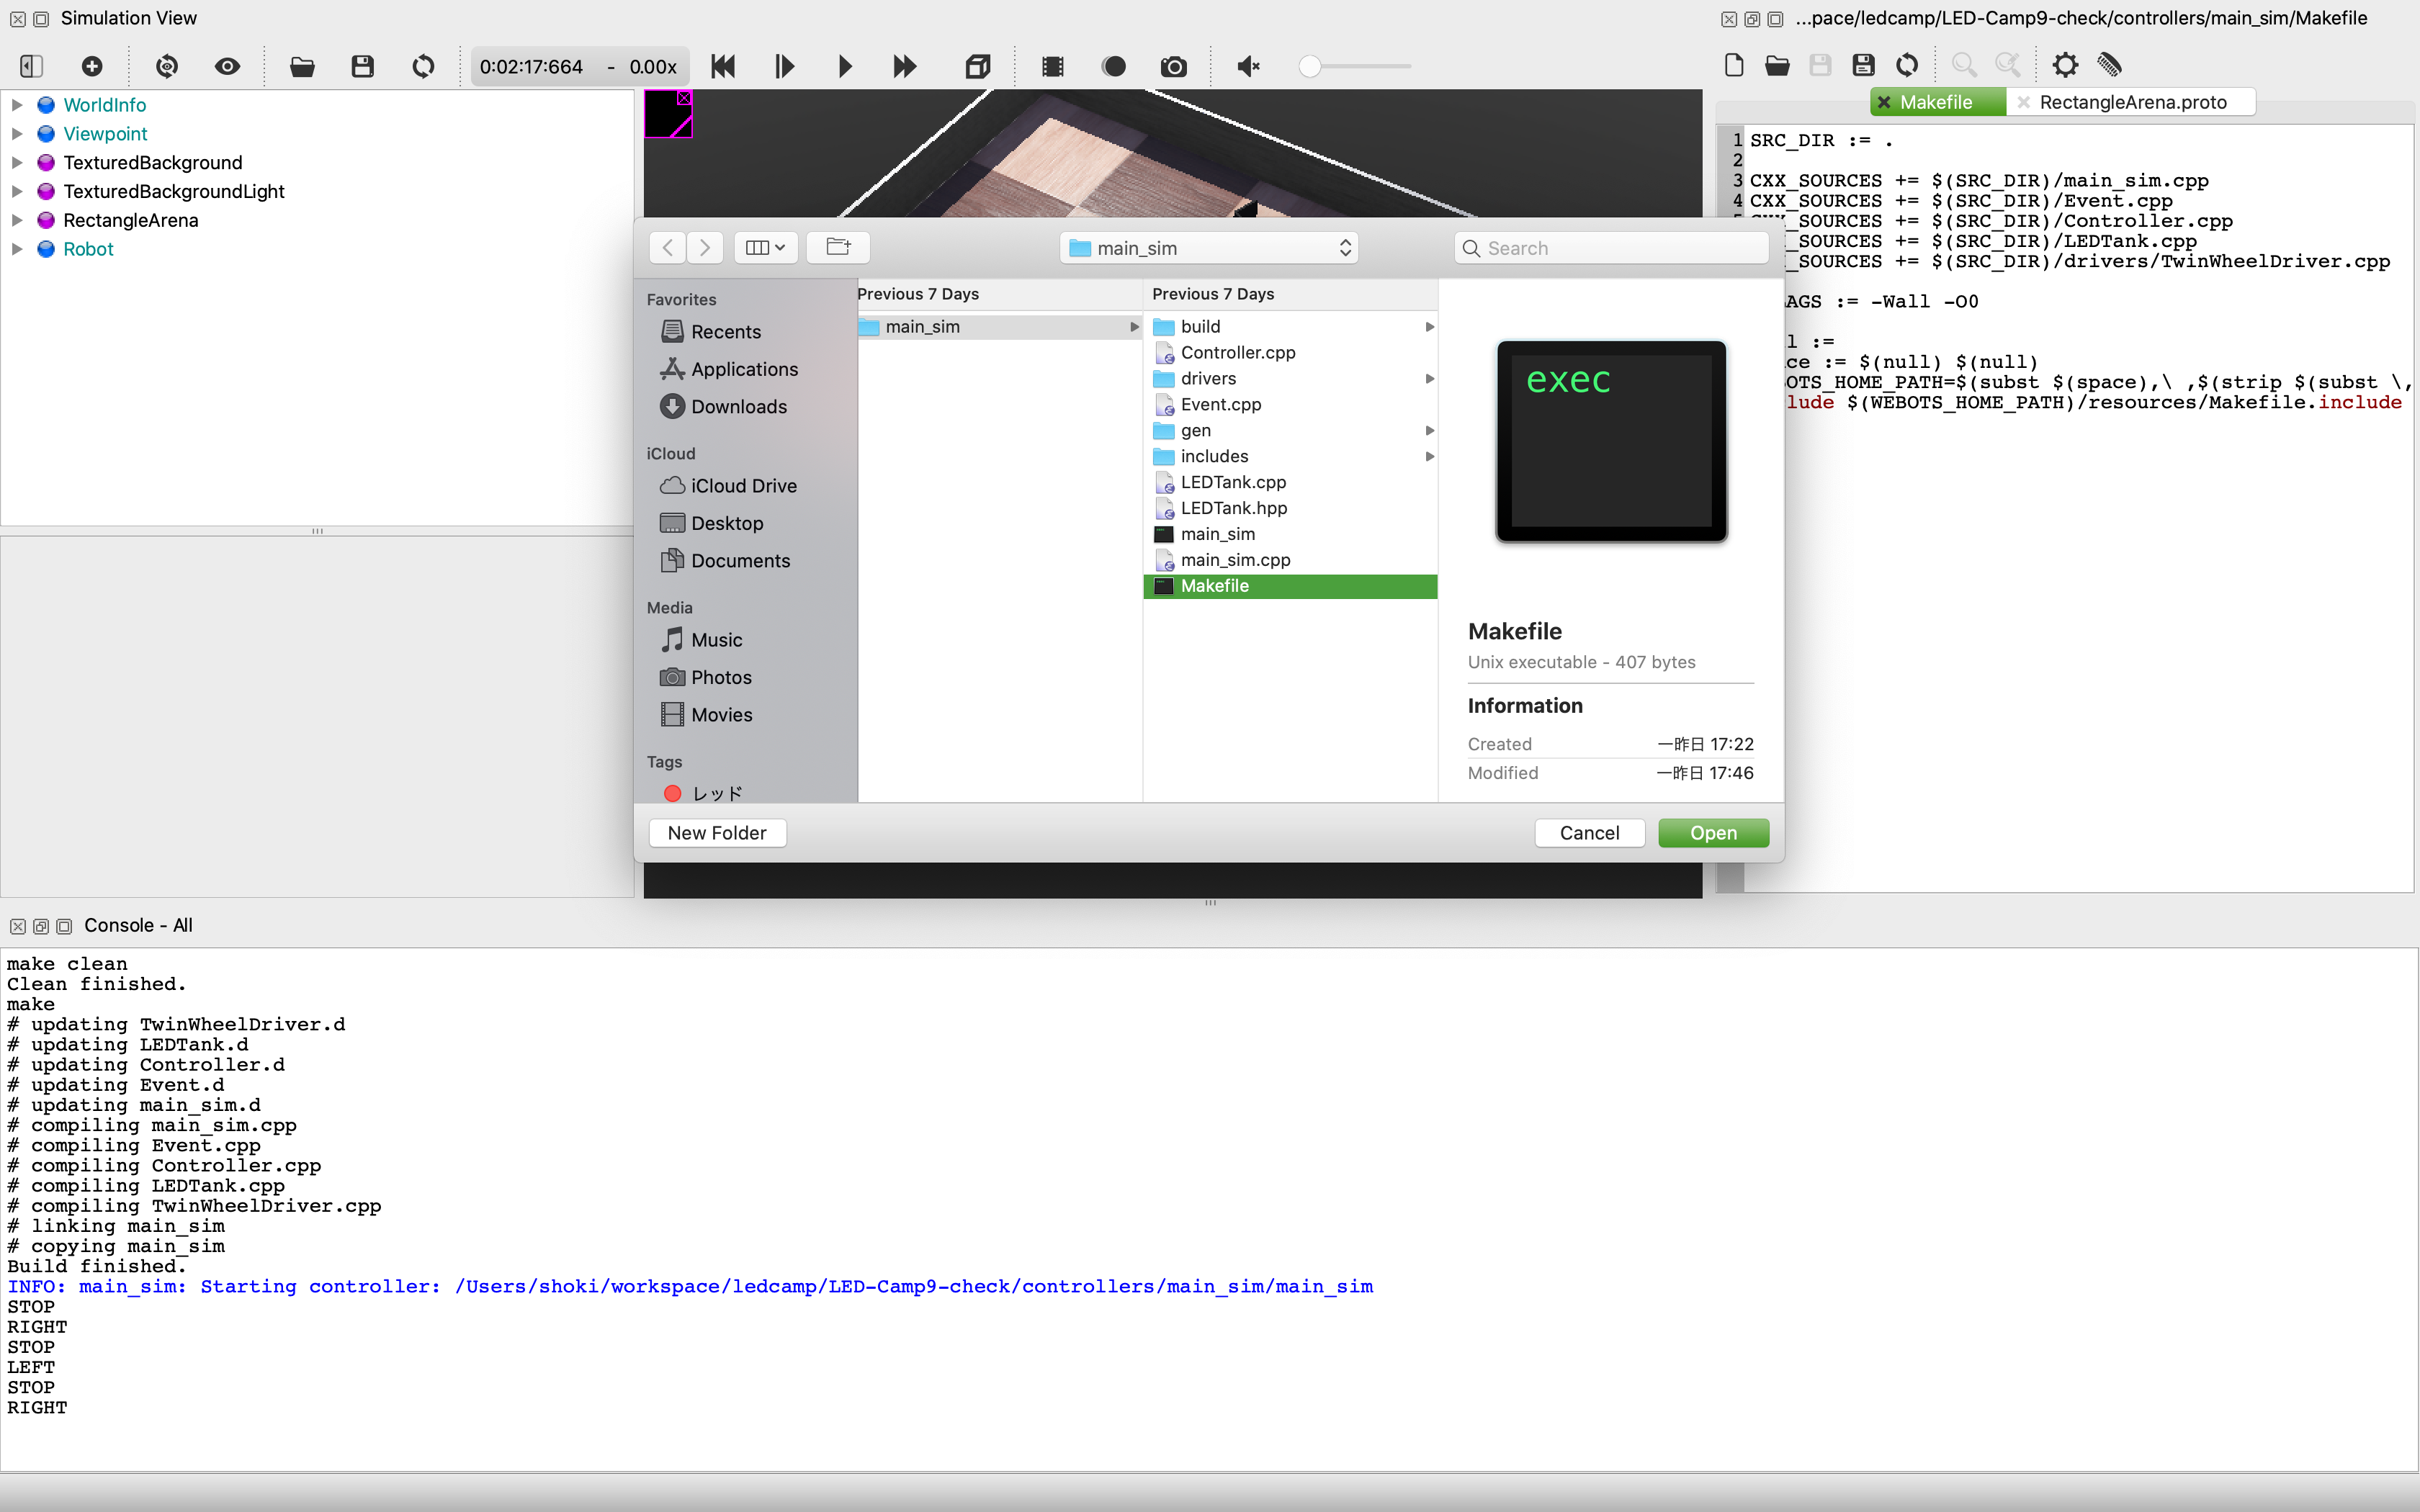 Simulation View
...pace/ledcamp/LED-Camp9-check/controllers/main_sim/Makefile
0:02:17:664 - 0.00x
WorldInfo
Viewpoint
TexturedBackground
TexturedBackgroundLight
RectangleArena
Robot
Makefile
RectangleArena.proto
1 SRC_DIR := .
2
3 CXX_SOURCES += $(SRC_DIR)/main_sim.cpp
4 CXX_SOURCES += $(SRC_DIR)/Event.cpp
CXX_SOURCES += $(SRC_DIR)/Controller.cpp
_SOURCES += $(SRC_DIR)/LEDTank.cpp
_SOURCES += $(SRC_DIR)/drivers/TwinWheelDriver.cpp
AGS := -Wall -O0
l :=
ce := $(null) $(null)
OTS_HOME_PATH=$(subst $(space),\ ,$(strip $(subst \,
lude $(WEBOTS_HOME_PATH)/resources/Makefile.include
main_sim
Search
Favorites
Recents
Applications
Downloads
iCloud
iCloud Drive
Desktop
Documents
Media
Music
Photos
Movies
Tags
レッド
Previous 7 Days
main_sim
Previous 7 Days
build
Controller.cpp
drivers
Event.cpp
gen
includes
LEDTank.cpp
LEDTank.hpp
main_sim
main_sim.cpp
Makefile
exec
Makefile
Unix executable - 407 bytes
Information
Created 一昨日 17:22
Modified 一昨日 17:46
New Folder
Cancel
Open
Console - All
make clean
Clean finished.
make
# updating TwinWheelDriver.d
# updating LEDTank.d
# updating Controller.d
# updating Event.d
# updating main_sim.d
# compiling main_sim.cpp
# compiling Event.cpp
# compiling Controller.cpp
# compiling LEDTank.cpp
# compiling TwinWheelDriver.cpp
# linking main_sim
# copying main_sim
Build finished.
INFO: main_sim: Starting controller: /Users/shoki/workspace/ledcamp/LED-Camp9-check/controllers/main_sim/main_sim
STOP
RIGHT
STOP
LEFT
STOP
RIGHT